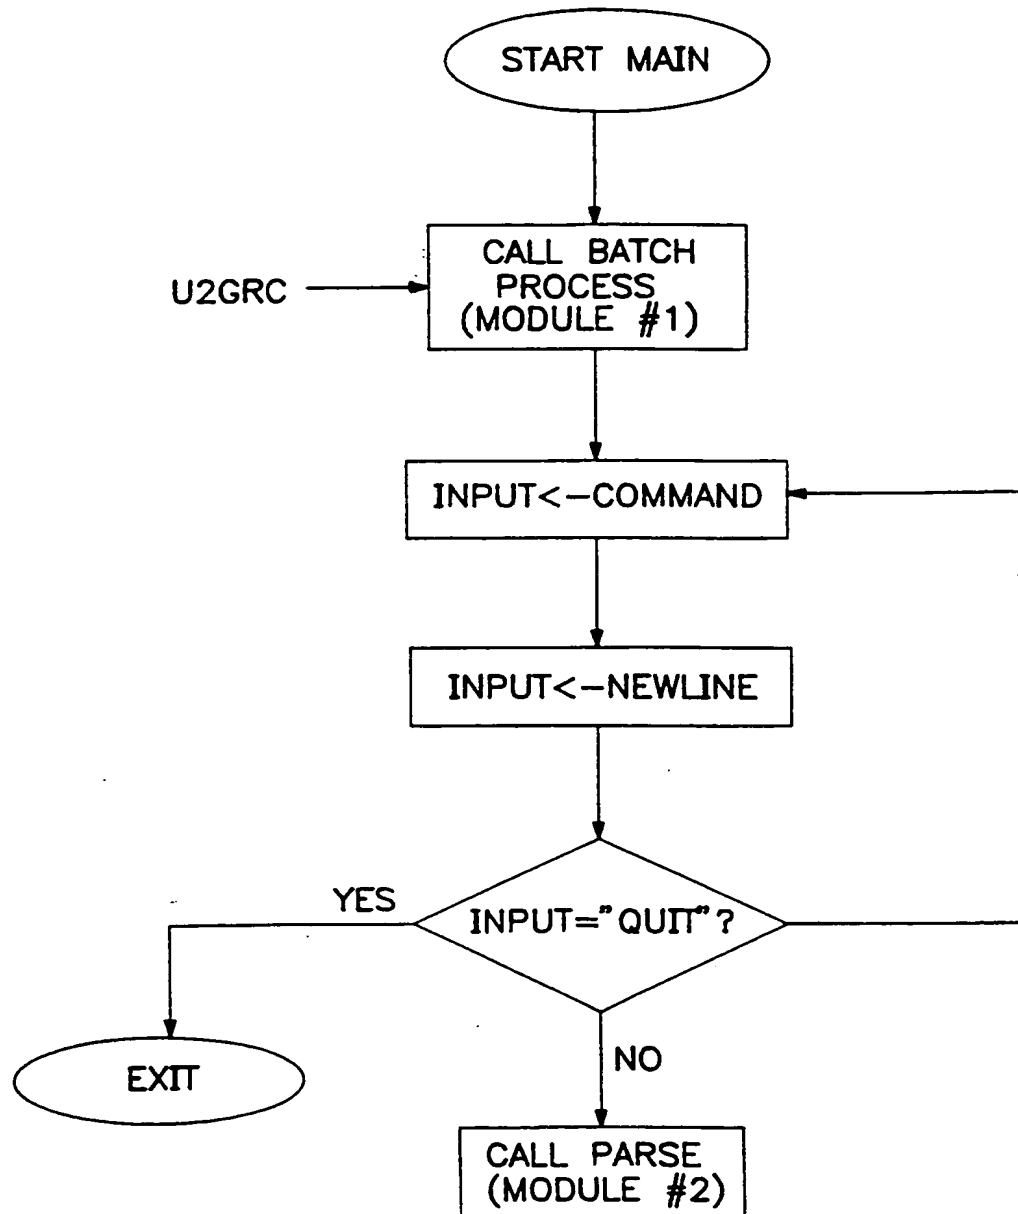 START MAIN
CALL BATCH
PROCESS
(MODULE #1)
U2GRC
INPUT<-COMMAND
INPUT<-NEWLINE
YES
INPUT="QUIT"?
NO
EXIT
CALL PARSE
(MODULE #2)